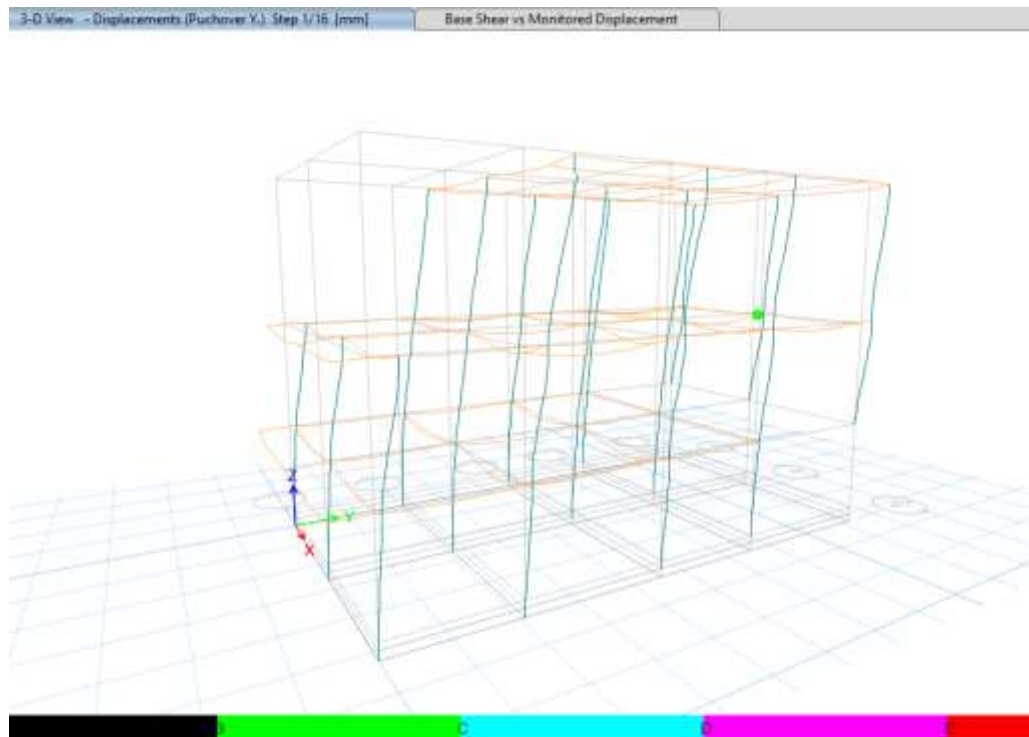 3-D View - Displacements (Puchover Y.) Step 1/16 [mm]
Base Shear vs Monitored Displacement
Z
Y
X
B
C
D
E